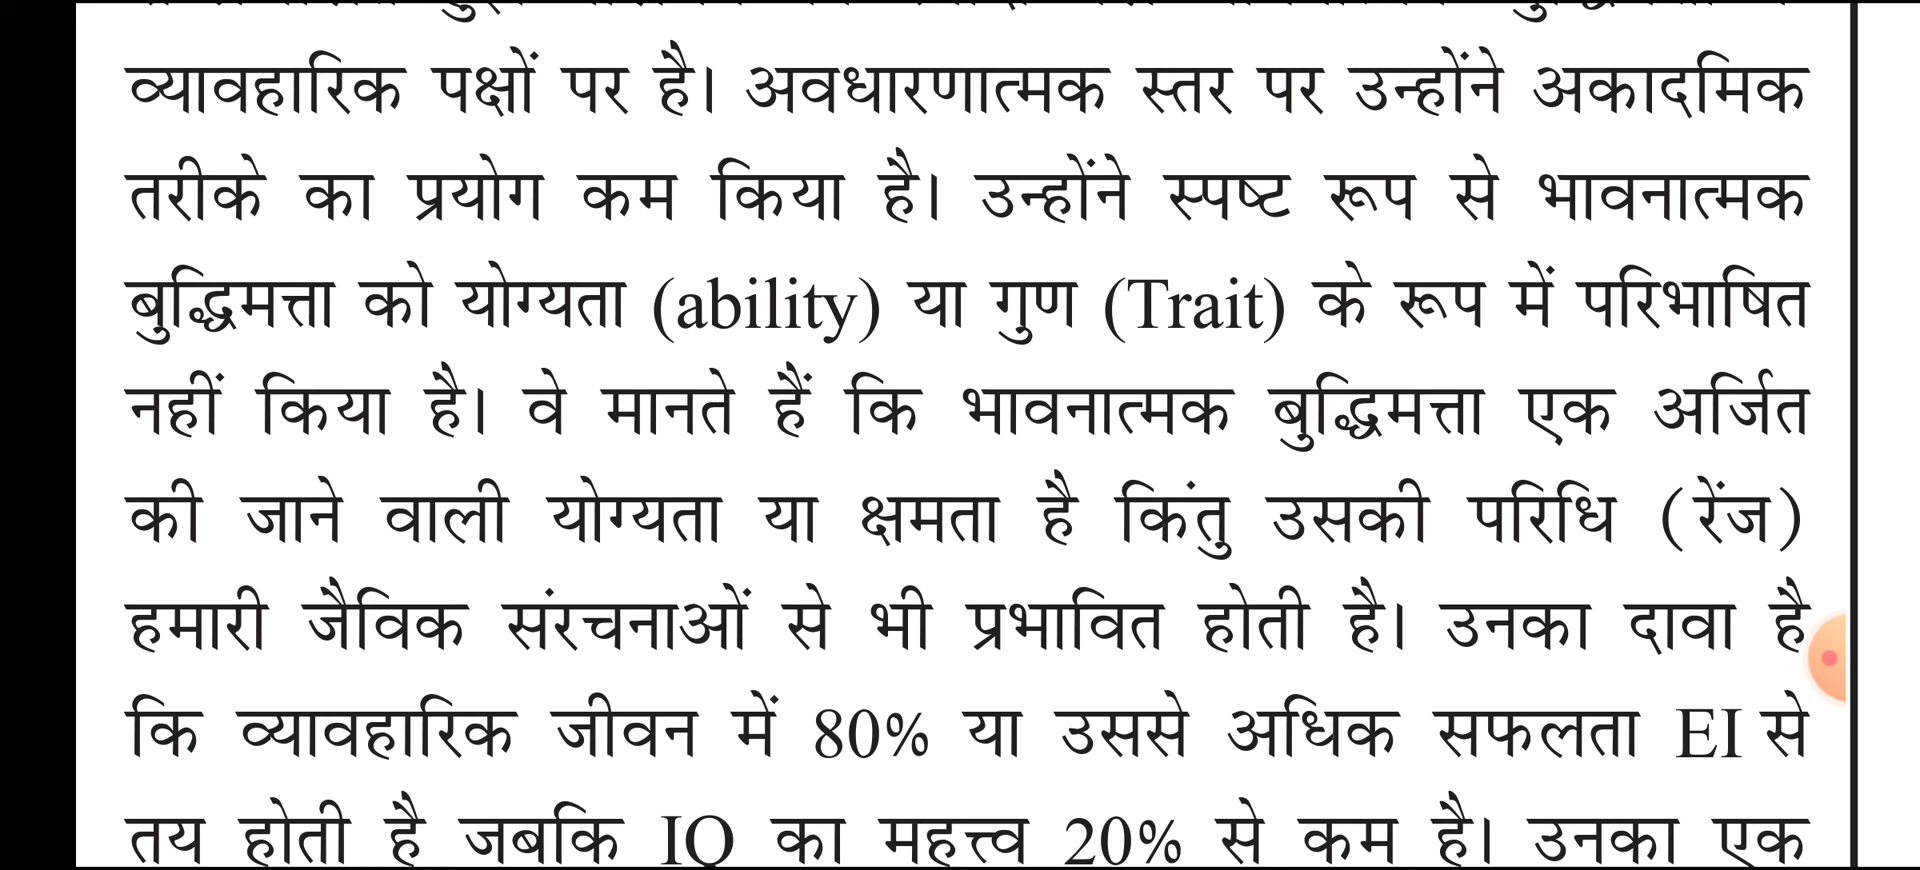 व्यावहारिक पक्षों पर है। अवधारणात्मक स्तर पर उन्होंने अकादमिक
तरीके का प्रयोग कम किया है। उन्होंने स्पष्ट रूप से भावनात्मक
बुद्धिमत्ता को योग्यता (ability) या गुण (Trait) के रूप में परिभाषित
नहीं किया है। वे मानते हैं कि भावनात्मक बुद्धिमत्ता एक अर्जित
की जाने वाली योग्यता या क्षमता है किंतु उसकी परिधि (रेंज)
हमारी जैविक संरचनाओं से भी प्रभावित होती है। उनका दावा है
कि व्यावहारिक जीवन में 80% या उससे अधिक सफलता EI से
तय होती है जबकि IQ का महत्त्व 20% से कम है। उनका एक